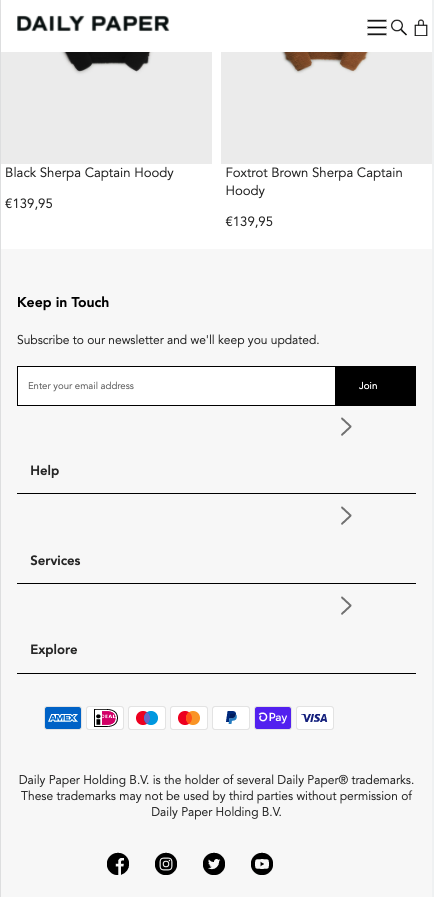 DAILY PAPER
Black Sherpa Captain Hoody
€139,95
Foxtrot Brown Sherpa Captain
Hoody
€139,95
Keep in Touch
Subscribe to our newsletter and we'll keep you updated.
Enter your email address
Join
Help
Services
Explore
AMEX
iDEAL
Pay
VISA
Daily Paper Holding B.V. is the holder of several Daily Paper® trademarks.
These trademarks may not be used by third parties without permission of
Daily Paper Holding B.V.